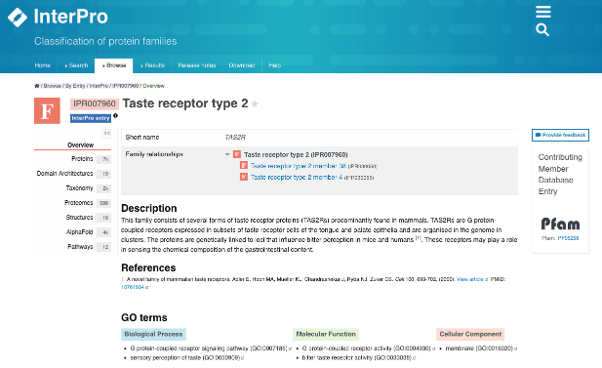 InterPro
Classification of protein families
Home Search Browse Results Release notes Download Help
/ Browse / By Entry / InterPro / IPR007960 / Overview
F IPR007960 Taste receptor type 2
InterPro entry
Overview
Proteins 7k
Domain Architectures 19
Taxonomy 2k
Proteomes
Structures
AlphaFold 4k
Pathways 12
Short name TAS2R
Family relationships
F Taste receptor type 2 (IPR007960)
F Taste receptor type 2 member 38
F Taste receptor type 2 member 4
Description
This family consists of several forms of taste receptor proteins (TAS2Rs) predominantly found in mammals. TAS2Rs are G protein-
coupled receptors expressed in subsets of taste receptor cells of the tongue and palate epithelia and are organised in the genome in
clusters. The proteins are genetically linked to loci that influence bitter perception in mice and humans [1]. These receptors may play a role
in sensing the chemical composition of the gastrointestinal content.
References
1. A novel family of mammalian taste receptors. Adler E, Hoon MA, Mueller KL, Chandrashekar J, Ryba NJ, Zuker CS. Cell 100, 693-702, (2000). View article PMID:
10761934
GO terms
Biological Process Molecular Function Cellular Component
G protein-coupled receptor signaling pathway (GO:0007186) G protein-coupled receptor activity (GO:0004930) membrane (GO:0016020)
sensory perception of taste (GO:0050909) bitter taste receptor activity (GO:0033038)
Provide feedback
Contributing
Member
Database
Entry
Pfam
Pfam: PF05296